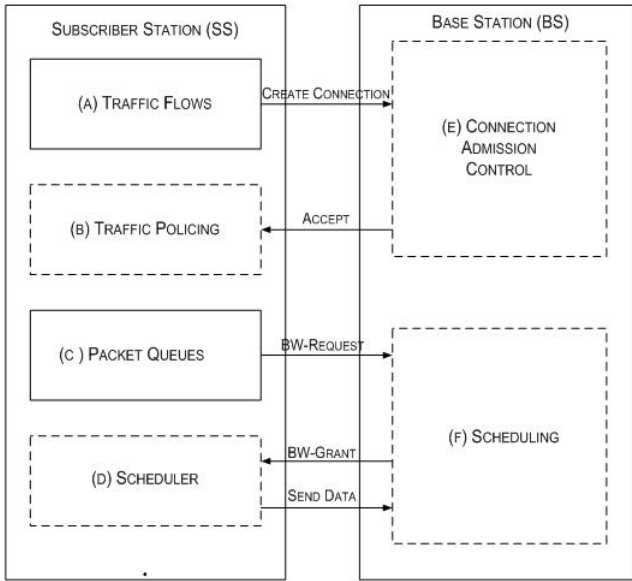 SUBSCRIBER STATION (SS)
BASE STATION (BS)
(A) TRAFFIC FLOWS
CREATE CONNECTION
(E) CONNECTION
ADMISSION
CONTROL
(B) TRAFFIC POLICING
ACCEPT
(C ) PACKET QUEUES
BW-REQUEST
(F) SCHEDULING
BW-GRANT
(D) SCHEDULER
SEND DATA